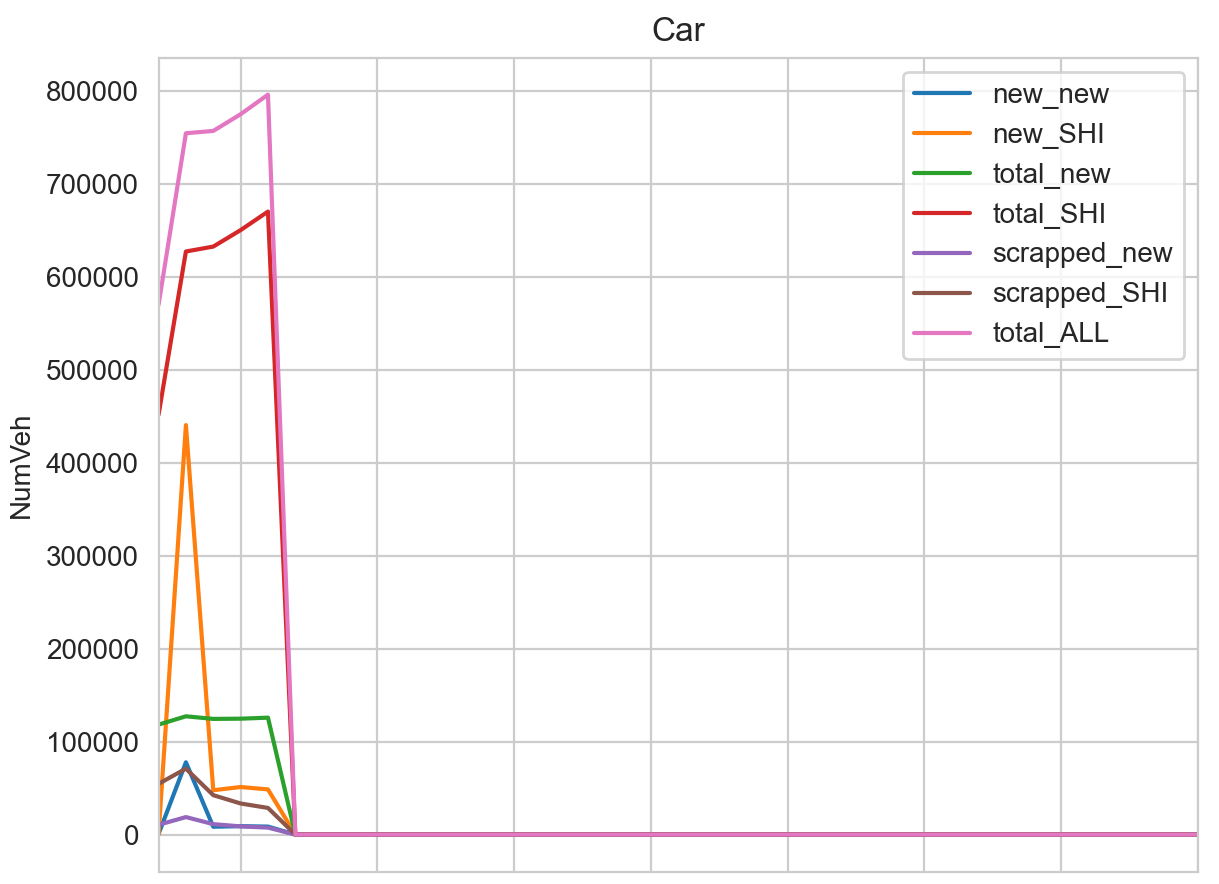 Car
800000
700000
600000
500000
400000
300000
200000
100000
0
NumVeh
new_new
new_SHI
total_new
total_SHI
scrapped_new
scrapped_SHI
total_ALL